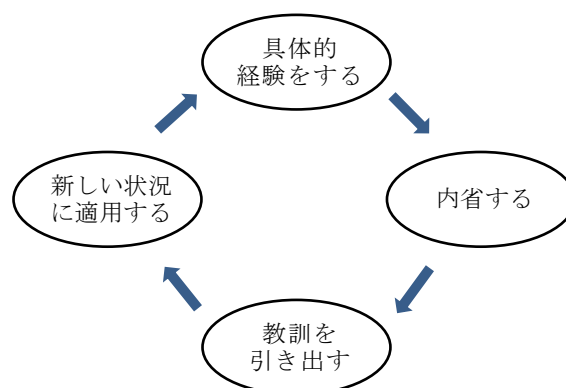 具体的
経験をする
内省する
教訓を
引き出す
新しい状況
に適用する